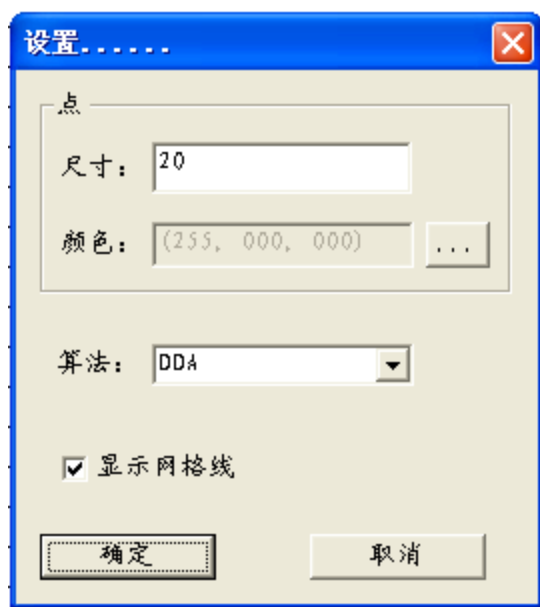 设置......
点
尺寸： 20
颜色： (255, 000, 000) ...
算法： DDA
显示网格线
确定 取消